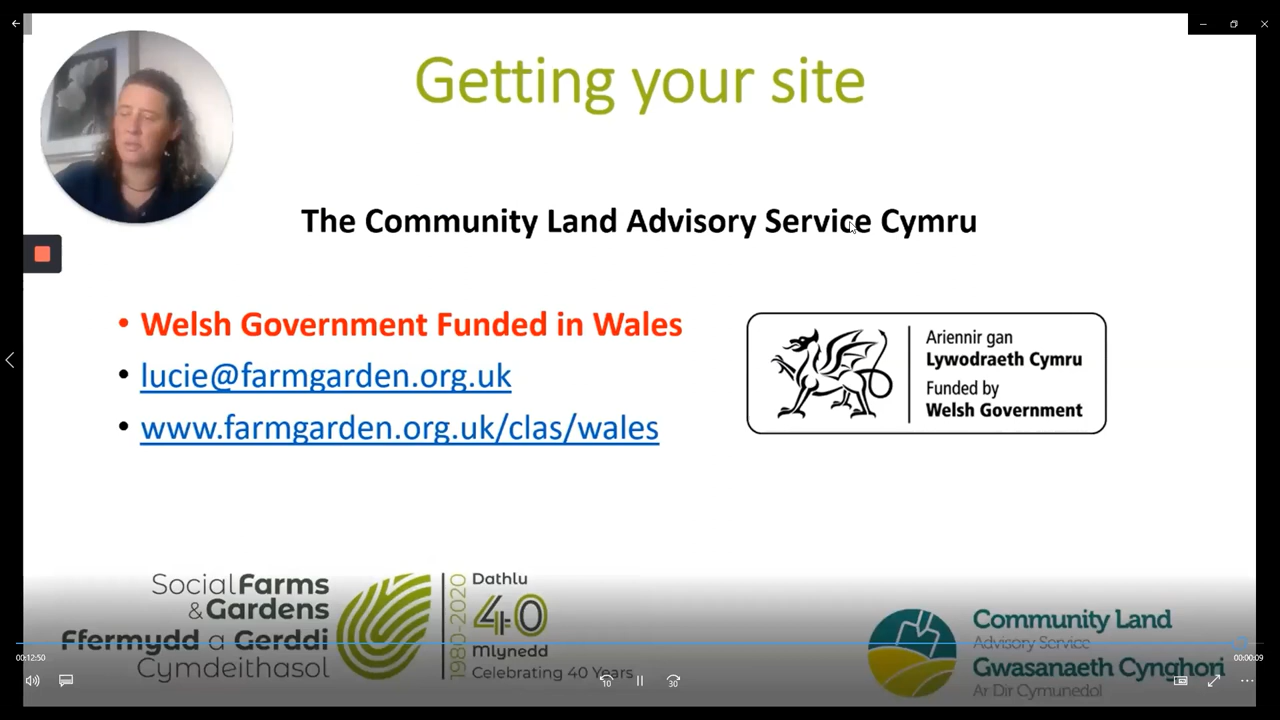 Getting your site
The Community Land Advisory Service Cymru
• Welsh Government Funded in Wales
• lucie@farmgarden.org.uk
• www.farmgarden.org.uk/clas/wales
Ariennir gan
Lywodraeth Cymru
Funded by
Welsh Government
Social Farms
& Gardens
Ffermydd a Gerddi
Cymdeithasol
1980-2020
Dathlu
40
Mlynedd
Celebrating 40 Years
Community Land
Advisory Service
Gwasanaeth Cynghori
Ar Dir Cymunedol
00:12:50
00:00:09
10
30